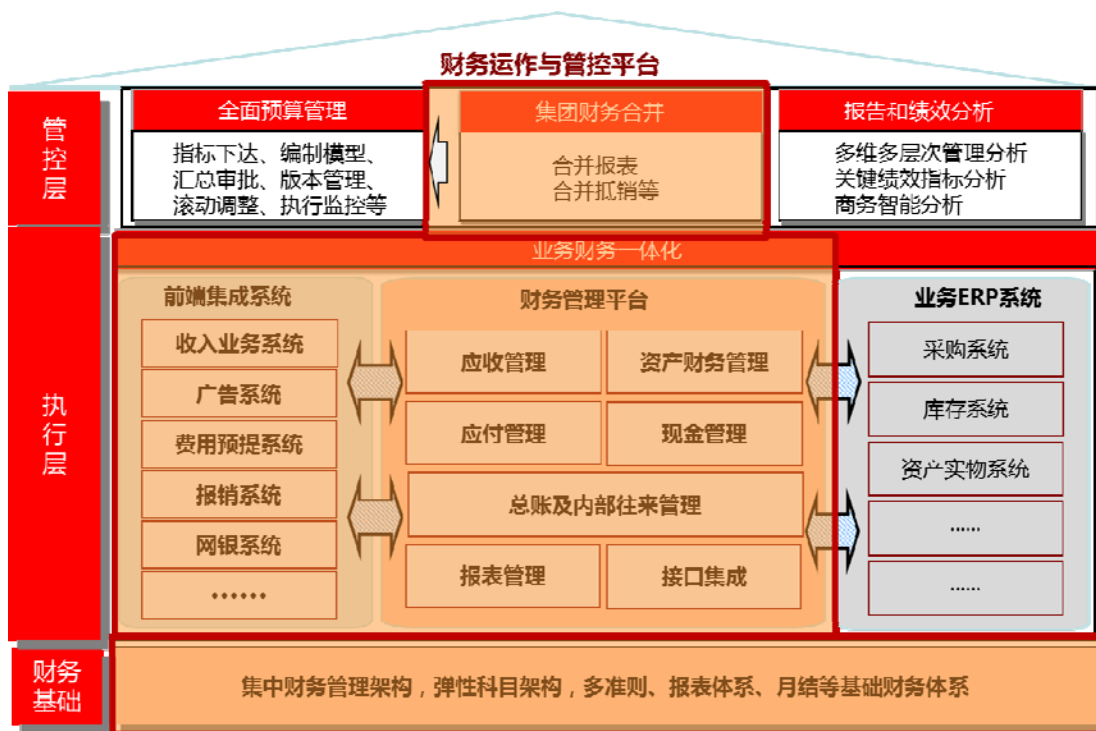 财务运作与管控平台
管控层
全面预算管理
指标下达、编制模型、
汇总审批、版本管理、
滚动调整、执行监控等
集团财务合并
合并报表
合并抵销等
报告和绩效分析
多维多层次管理分析
关键绩效指标分析
商务智能分析
执行层
业务财务一体化
前端集成系统
收入业务系统
广告系统
费用预提系统
报销系统
网银系统
······
财务管理平台
应收管理
资产财务管理
应付管理
现金管理
总账及内部往来管理
报表管理
接口集成
业务ERP系统
采购系统
库存系统
资产实物系统
......
......
财务
基础
集中财务管理架构，弹性科目架构，多准则、报表体系、月结等基础财务体系